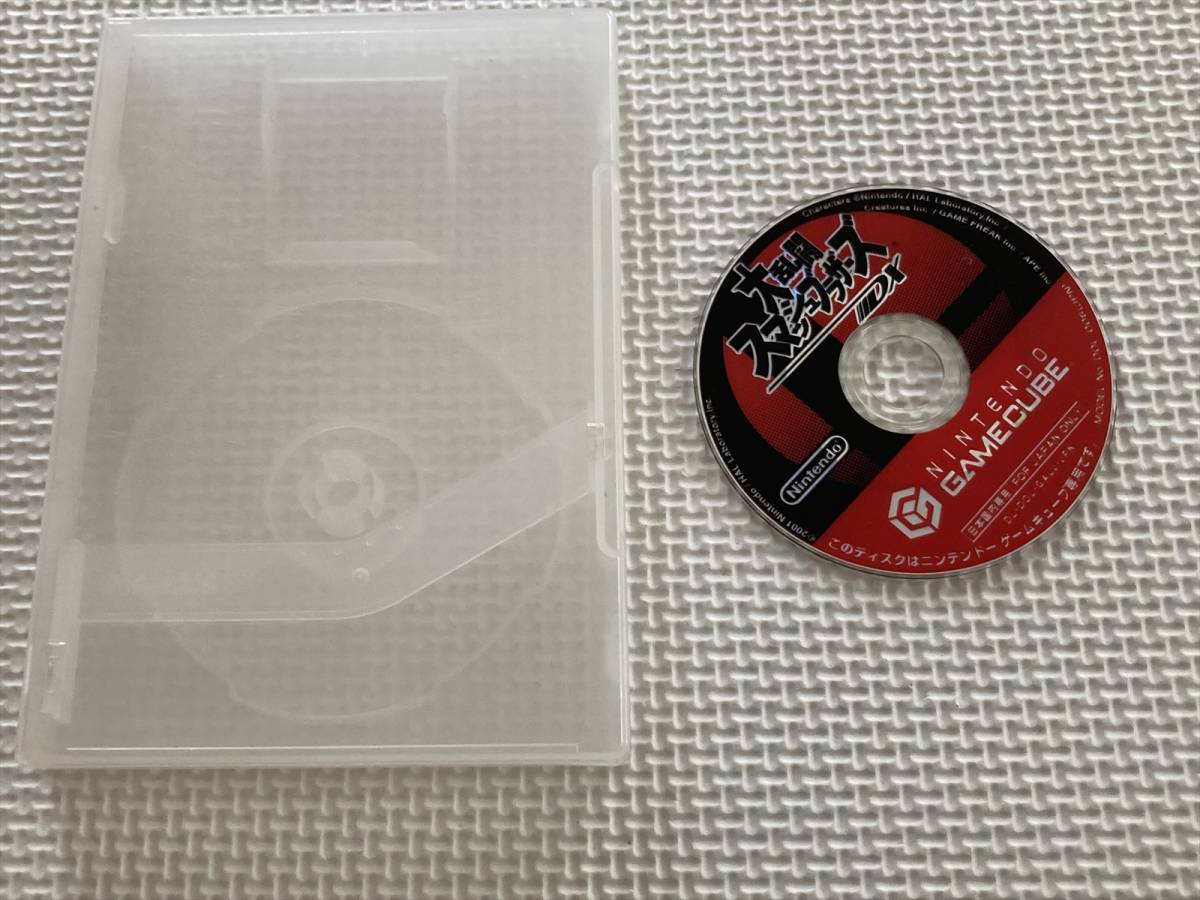 Characters ©Nintendo / HAL Laboratory,Inc. /
Creatures Inc. / GAME FREAK inc. / APE inc.
大乱闘
スマッシュブラザーズ
DX
NINTENDO
GAMECUBE
Nintendo
日本国内専用 FOR JAPAN ONLY
このディスクはニンテンドーゲームキューブ専用です。
©2001 Nintendo / HAL Laboratory,Inc.